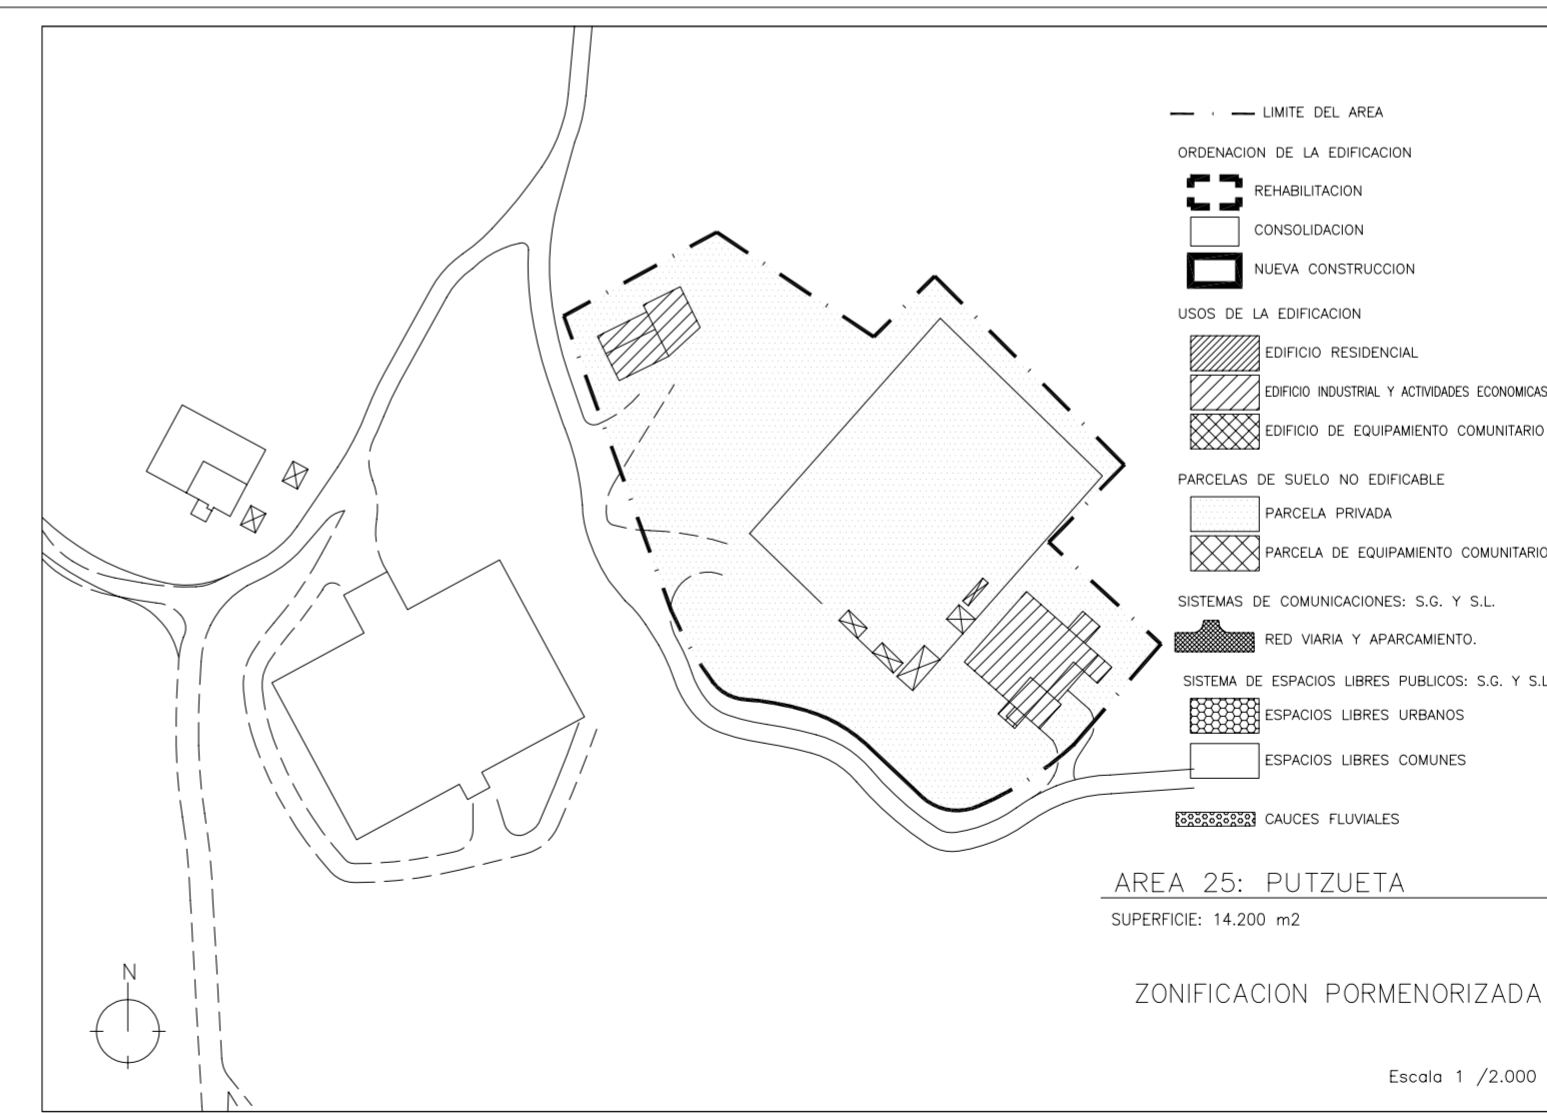 LIMITE DEL AREA
ORDENACION DE LA EDIFICACION
REHABILITACION
CONSOLIDACION
NUEVA CONSTRUCCION
USOS DE LA EDIFICACION
EDIFICIO RESIDENCIAL
EDIFICIO INDUSTRIAL Y ACTIVIDADES ECONOMICAS
EDIFICIO DE EQUIPAMIENTO COMUNITARIO
PARCELAS DE SUELO NO EDIFICABLE
PARCELA PRIVADA
PARCELA DE EQUIPAMIENTO COMUNITARIO
SISTEMAS DE COMUNICACIONES: S.G. Y S.L.
RED VIARIA Y APARCAMIENTO.
SISTEMA DE ESPACIOS LIBRES PUBLICOS: S.G. Y S.L
ESPACIOS LIBRES URBANOS
ESPACIOS LIBRES COMUNES
CAUCES FLUVIALES
AREA 25: PUTZUETA
SUPERFICIE: 14.200 m2
N
ZONIFICACION PORMENORIZADA
Escala 1 /2.000